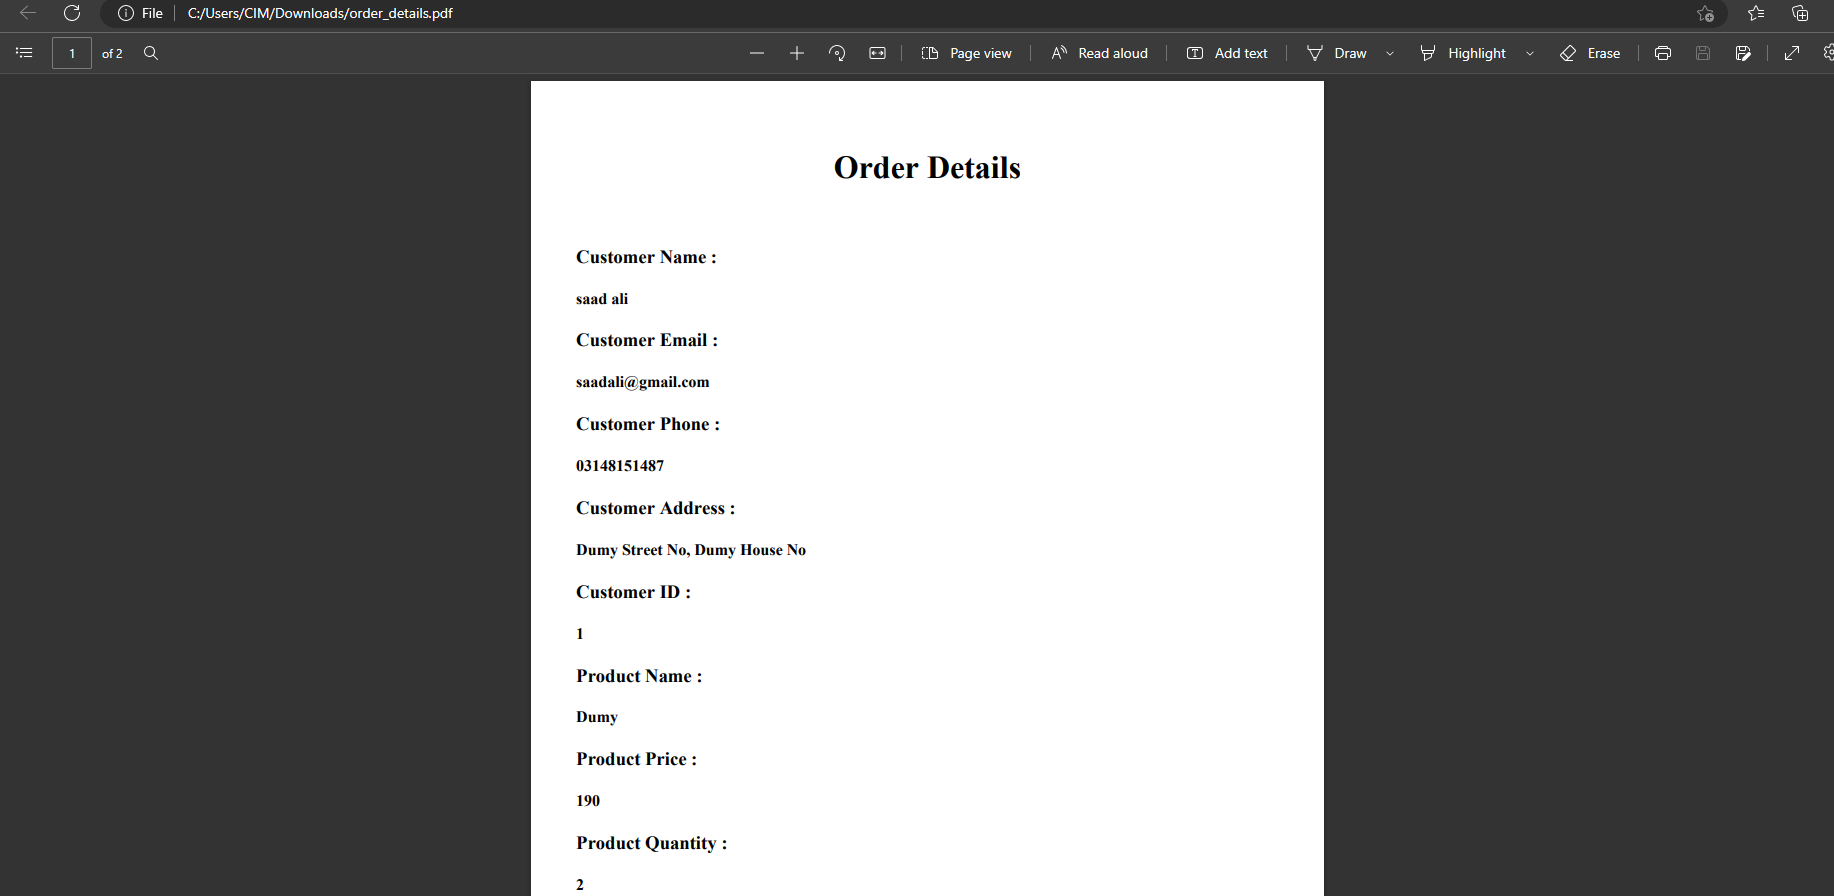 File C:/Users/CIM/Downloads/order_details.pdf
1 of 2 Page view Read aloud Add text Draw Highlight Erase
Order Details
Customer Name :
saad ali
Customer Email :
saadali@gmail.com
Customer Phone :
03148151487
Customer Address :
Dumy Street No, Dumy House No
Customer ID :
1
Product Name :
Dumy
Product Price :
190
Product Quantity :
2